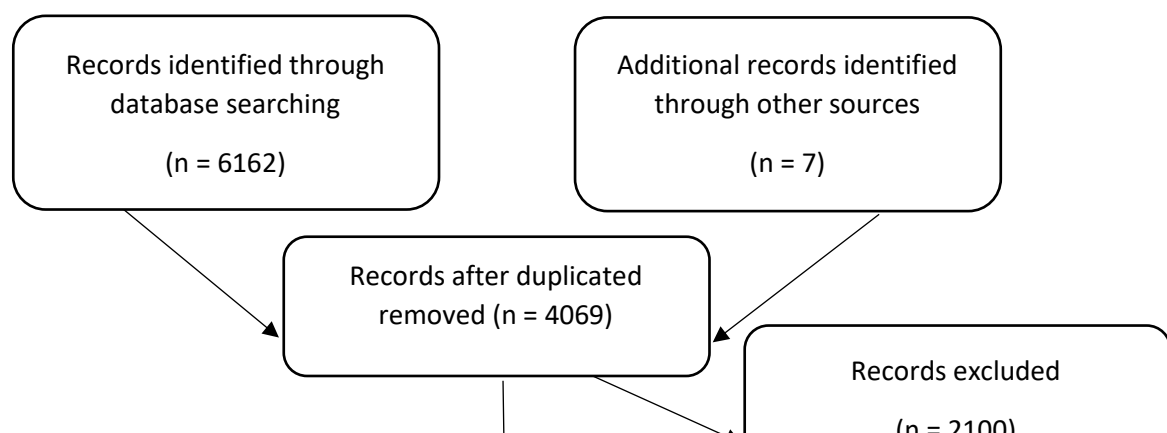 Records identified through
database searching
(n = 6162)
Additional records identified
through other sources
(n = 7)
Records after duplicated
removed (n = 4069)
Records excluded
(n = 2100)